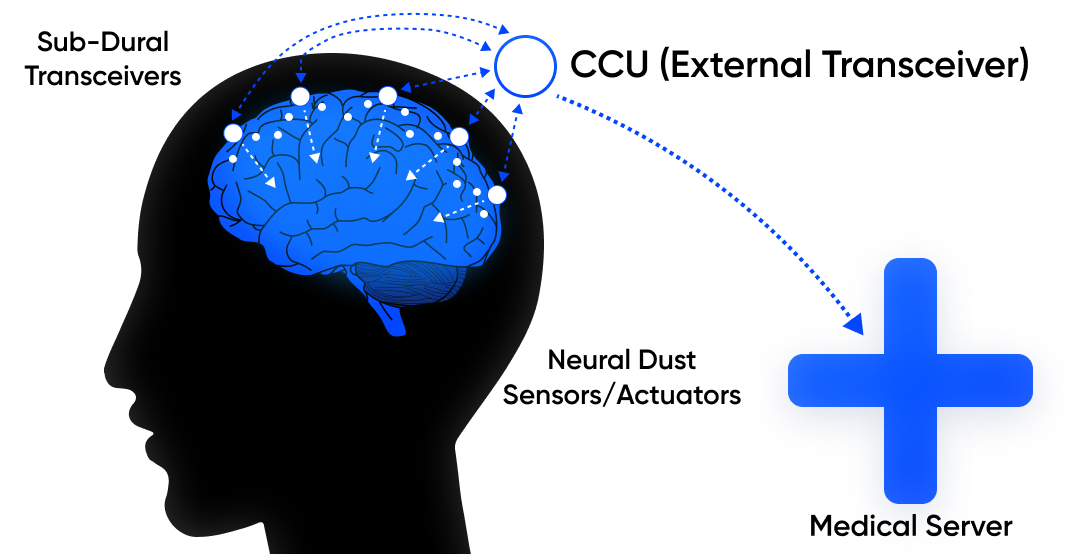 Sub-Dural
Transceivers
CCU (External Transceiver)
Neural Dust
Sensors/Actuators
Medical Server